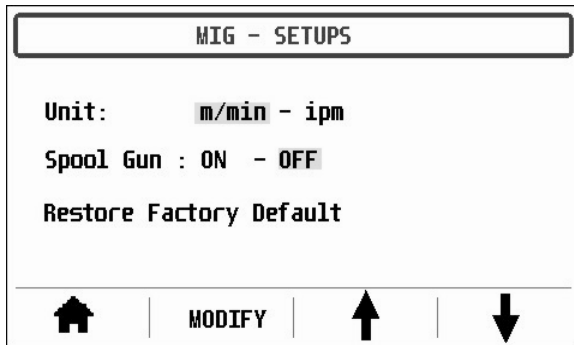 MIG - SETUPS
Unit: m/min - ipm
Spool Gun : ON - OFF
Restore Factory Default
MODIFY